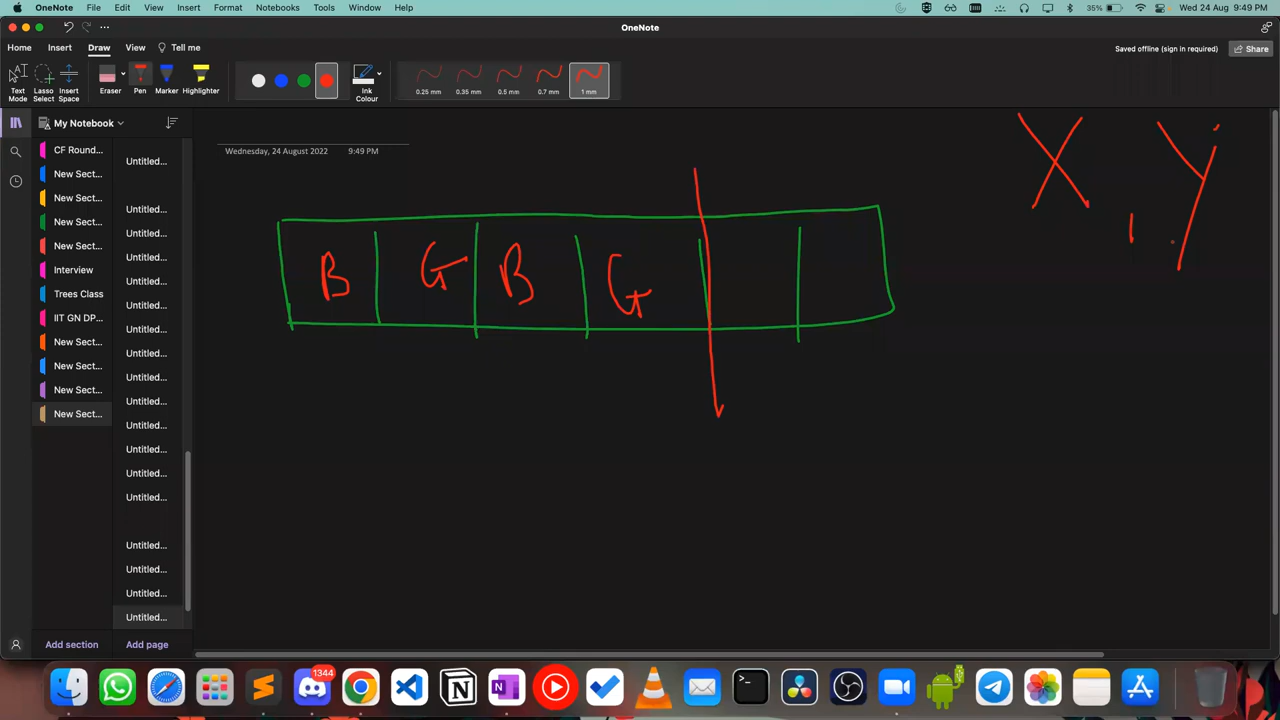 OneNote File Edit View Insert Format Notebooks Tools Window Help 35% Wed 24 Aug 9:49 PM
OneNote
Home Insert Draw View Tell me Saved offline (sign in required) Share
Text Mode Lasso Select Insert Space Eraser Pen Marker Highlighter Ink Colour 0.25 mm 0.35 mm 0.5 mm 0.7 mm 1 mm
My Notebook
CF Round... Untitled...
New Sect...
New Sect... Untitled...
New Sect... Untitled...
New Sect... Untitled...
Interview Untitled...
Trees Class Untitled...
IIT GN DP... Untitled...
New Sect... Untitled...
New Sect... Untitled...
New Sect... Untitled...
New Sect... Untitled...
Untitled...
Untitled...
Untitled...
Untitled...
Untitled...
Untitled...
Untitled...
Add section Add page
Wednesday, 24 August 2022 9:49 PM
X , Y
B G B G
1344